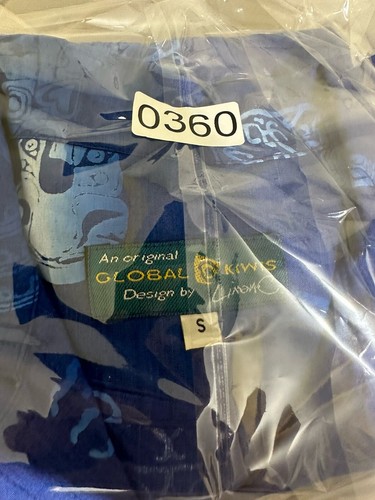 0360
An original
GLOBAL KIWIS
Design by
S